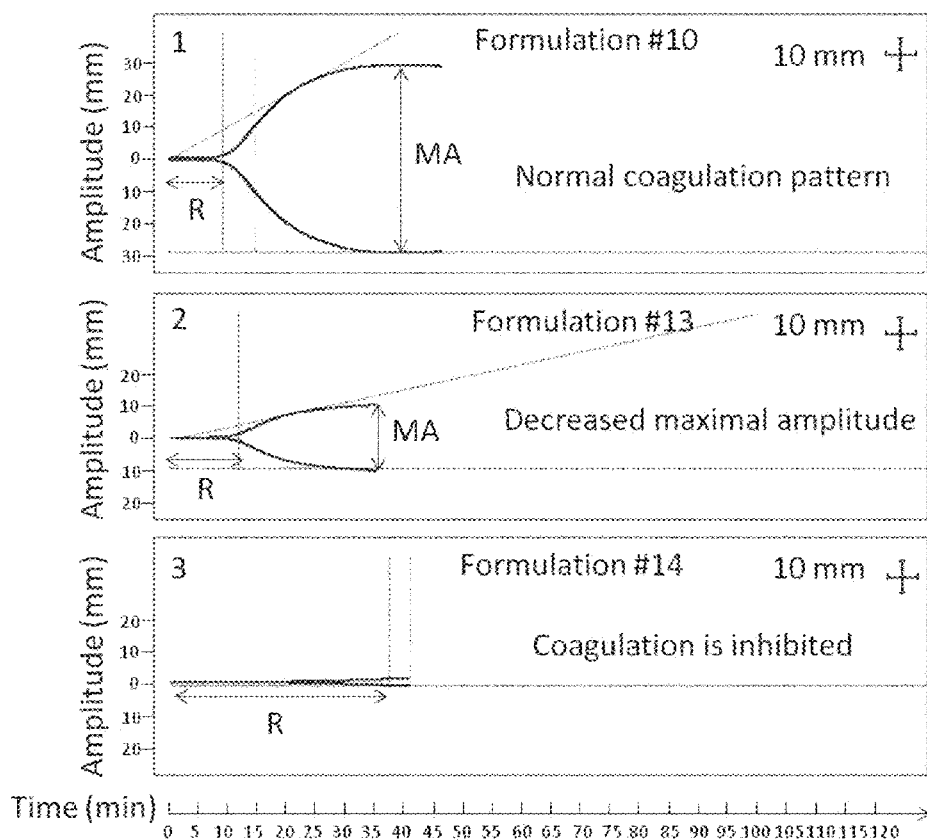 1
Formulation #10
10 mm
Amplitude (mm)
30
20
10
0
10
20
30
MA
R
Normal coagulation pattern
2
Formulation #13
10 mm
Amplitude (mm)
20
10
0
10
20
MA
R
Decreased maximal amplitude
3
Formulation #14
10 mm
Amplitude (mm)
20
10
0
10
20
R
Coagulation is inhibited
Time (min)
0 5 10 15 20 25 30 35 40 45 50 55 60 65 70 75 80 85 90 95 100 105 110 115 120